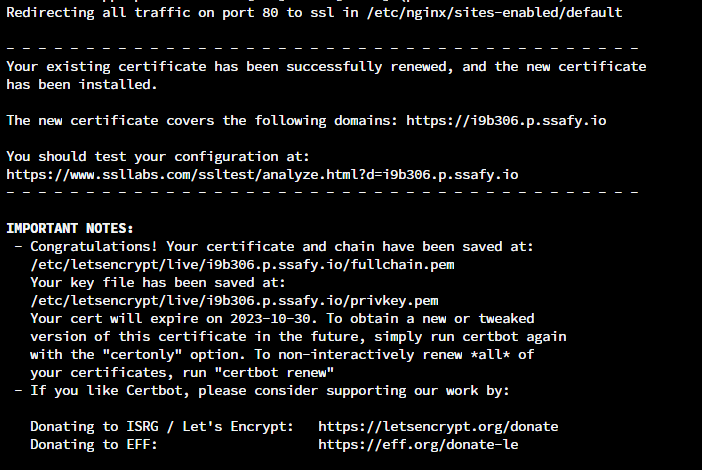 Redirecting all traffic on port 80 to ssl in /etc/nginx/sites-enabled/default
- - - - - - - - - - - - - - - - - - - - - - - - - - - - - - - - - - - - - - - -
Your existing certificate has been successfully renewed, and the new certificate
has been installed.
The new certificate covers the following domains: https://i9b306.p.ssafy.io
You should test your configuration at:
https://www.ssllabs.com/ssltest/analyze.html?d=i9b306.p.ssafy.io
- - - - - - - - - - - - - - - - - - - - - - - - - - - - - - - - - - - - - - - -
IMPORTANT NOTES:
- Congratulations! Your certificate and chain have been saved at:
/etc/letsencrypt/live/i9b306.p.ssafy.io/fullchain.pem
Your key file has been saved at:
/etc/letsencrypt/live/i9b306.p.ssafy.io/privkey.pem
Your cert will expire on 2023-10-30. To obtain a new or tweaked
version of this certificate in the future, simply run certbot again
with the "certonly" option. To non-interactively renew *all* of
your certificates, run "certbot renew"
- If you like Certbot, please consider supporting our work by:
Donating to ISRG / Let's Encrypt: https://letsencrypt.org/donate
Donating to EFF: https://eff.org/donate-le